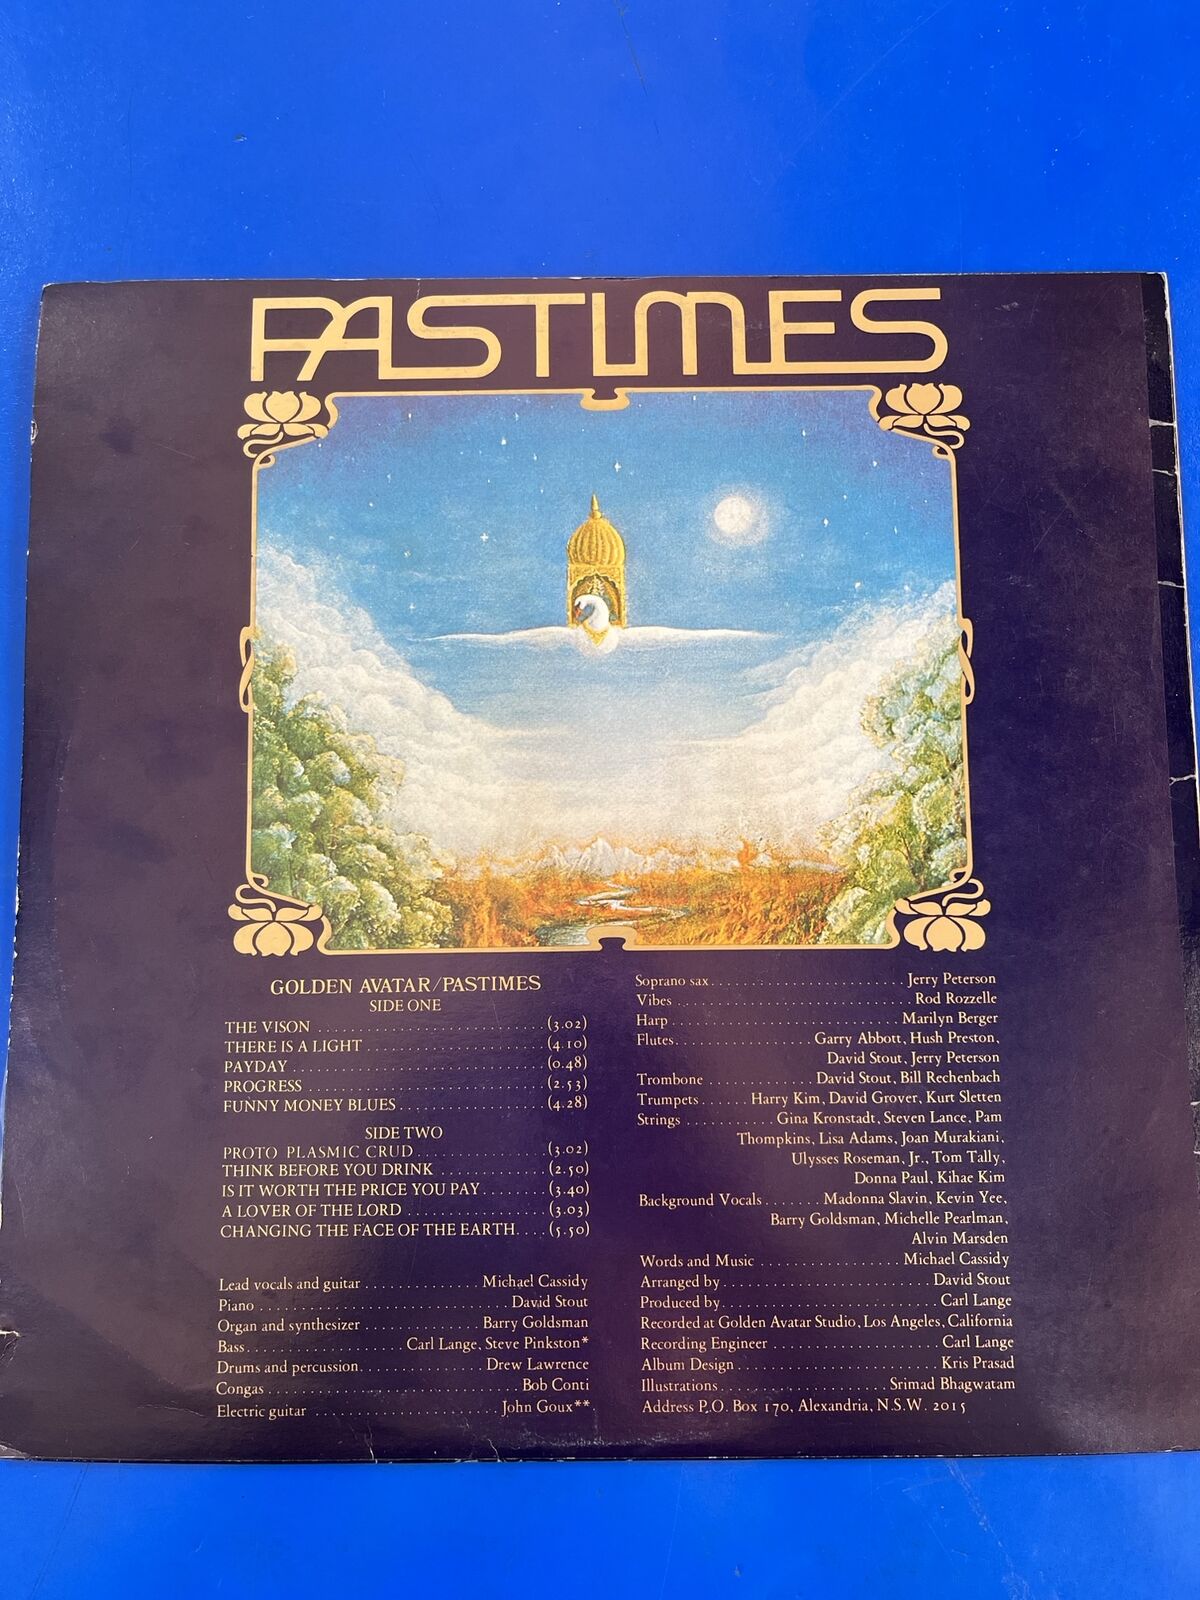 PASTIMES
GOLDEN AVATAR/PASTIMES
SIDE ONE
THE VISON . . . . . . . . . . . . . . . . . . . . . . . (3.02)
THERE IS A LIGHT . . . . . . . . . . . . . . . . . . (4.10)
PAYDAY . . . . . . . . . . . . . . . . . . . . . . . . . (0.48)
PROGRESS . . . . . . . . . . . . . . . . . . . . . . . (2.53)
FUNNY MONEY BLUES . . . . . . . . . . . . . . (4.28)
SIDE TWO
PROTO PLASMIC CRUD . . . . . . . . . . . . . (3.02)
THINK BEFORE YOU DRINK . . . . . . . . . . (2.50)
IS IT WORTH THE PRICE YOU PAY . . . . . . (3.40)
A LOVER OF THE LORD . . . . . . . . . . . . . . (3.03)
CHANGING THE FACE OF THE EARTH . . . . (5.50)
Lead vocals and guitar . . . . . . . . . . . . . Michael Cassidy
Piano . . . . . . . . . . . . . . . . . . . . . . . . . . . David Stout
Organ and synthesizer . . . . . . . . . . . . . Barry Goldsman
Bass . . . . . . . . . . . . . . . . Carl Lange, Steve Pinkston*
Drums and percussion . . . . . . . . . . . . . Drew Lawrence
Congas . . . . . . . . . . . . . . . . . . . . . . . . . . . . Bob Conti
Electric guitar . . . . . . . . . . . . . . . . . . . . John Goux**
Soprano sax . . . . . . . . . . . . . . . . . . . . . . Jerry Peterson
Vibes . . . . . . . . . . . . . . . . . . . . . . . . . . . . Rod Rozzelle
Harp . . . . . . . . . . . . . . . . . . . . . . . . . . . Marilyn Berger
Flutes . . . . . . . . . . . . . . . . Garry Abbott, Hush Preston,
David Stout, Jerry Peterson
Trombone . . . . . . . . . . . . David Stout, Bill Rechenbach
Trumpets . . . . . . Harry Kim, David Grover, Kurt Sletten
Strings . . . . . . . . . . . Gina Kronstadt, Steven Lance, Pam
Thompkins, Lisa Adams, Joan Murakiani,
Ulysses Roseman, Jr., Tom Tally,
Donna Paul, Kihae Kim
Background Vocals . . . . . . . Madonna Slavin, Kevin Yee,
Barry Goldsman, Michelle Pearlman,
Alvin Marsden
Words and Music . . . . . . . . . . . . . . . . . Michael Cassidy
Arranged by . . . . . . . . . . . . . . . . . . . . . . . . . David Stout
Produced by . . . . . . . . . . . . . . . . . . . . . . . . . Carl Lange
Recorded at Golden Avatar Studio, Los Angeles, California
Recording Engineer . . . . . . . . . . . . . . . . . . . . Carl Lange
Album Design . . . . . . . . . . . . . . . . . . . . . . . . Kris Prasad
Illustrations . . . . . . . . . . . . . . . . . . . Srimad Bhagwatam
Address P.O. Box 170, Alexandria, N.S.W. 2015